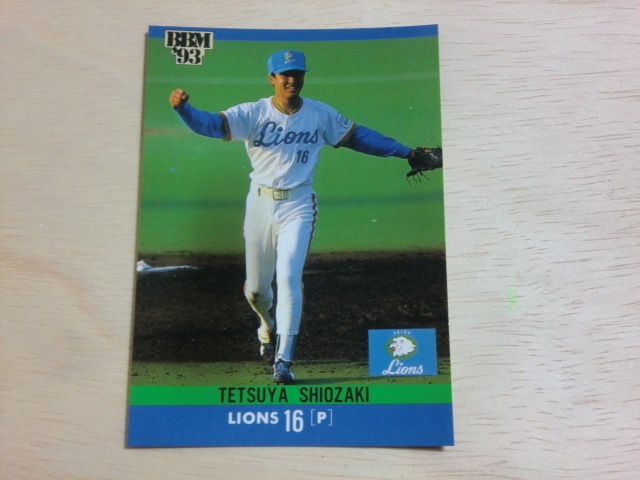 BBM
'93
Lions
16
SEIBU
Lions
TETSUYA SHIOZAKI
LIONS 16 [P]